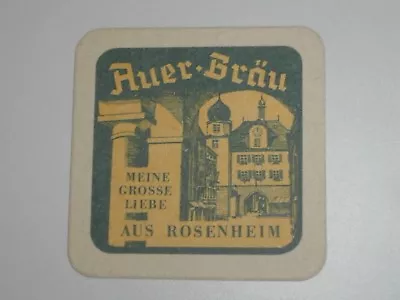 Auer-Bräu
MEINE
GROSSE
LIEBE
AUS ROSENHEIM